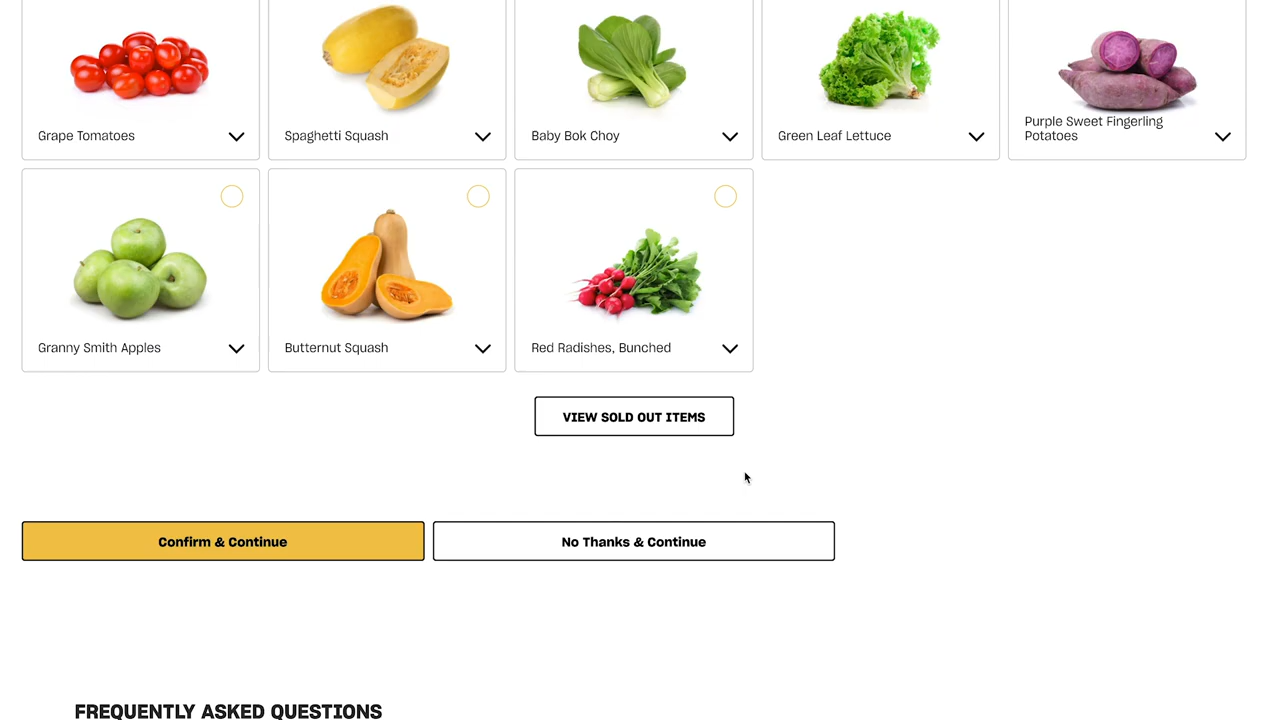 Grape Tomatoes
Spaghetti Squash
Baby Bok Choy
Green Leaf Lettuce
Purple Sweet Fingerling
Potatoes
Granny Smith Apples
Butternut Squash
Red Radishes, Bunched
VIEW SOLD OUT ITEMS
Confirm & Continue
No Thanks & Continue
FREQUENTLY ASKED QUESTIONS